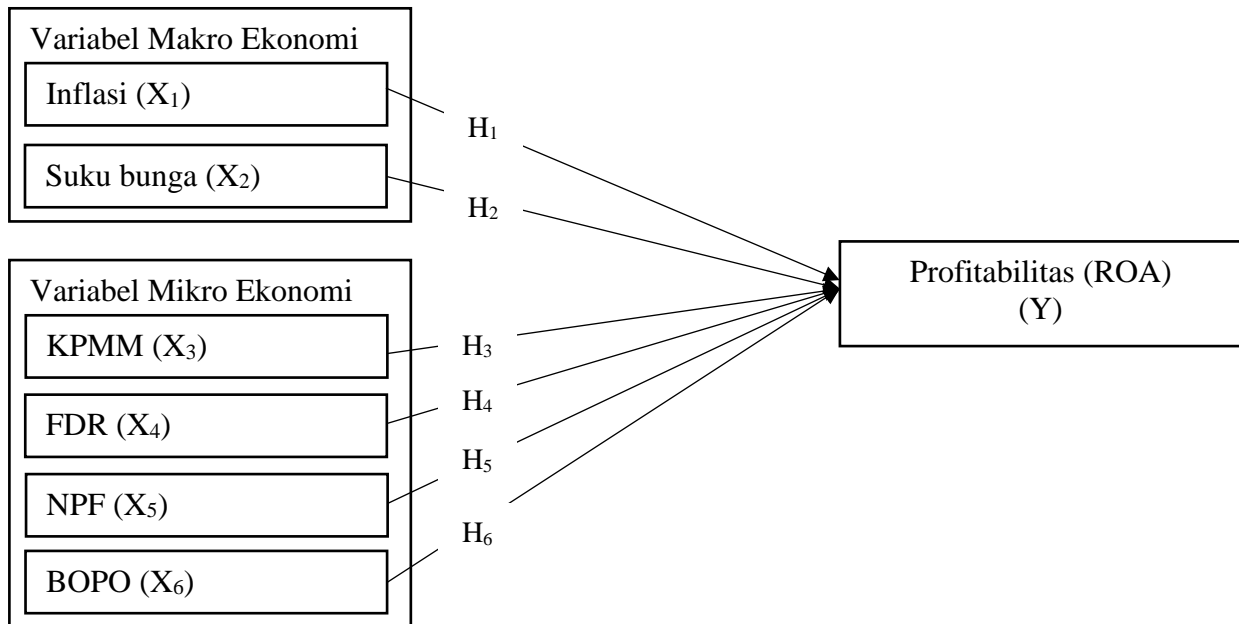 Variabel Makro Ekonomi
Inflasi (X₁)
Suku bunga (X₂)
H₁
H₂
Variabel Mikro Ekonomi
KPMM (X₃)
FDR (X₄)
NPF (X₅)
BOPO (X₆)
H₃
H₄
H₅
H₆
Profitabilitas (ROA)
(Y)